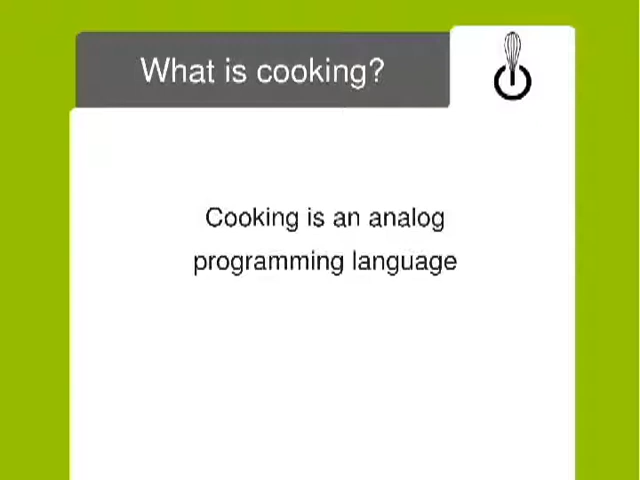 What is cooking?
Cooking is an analog
programming language